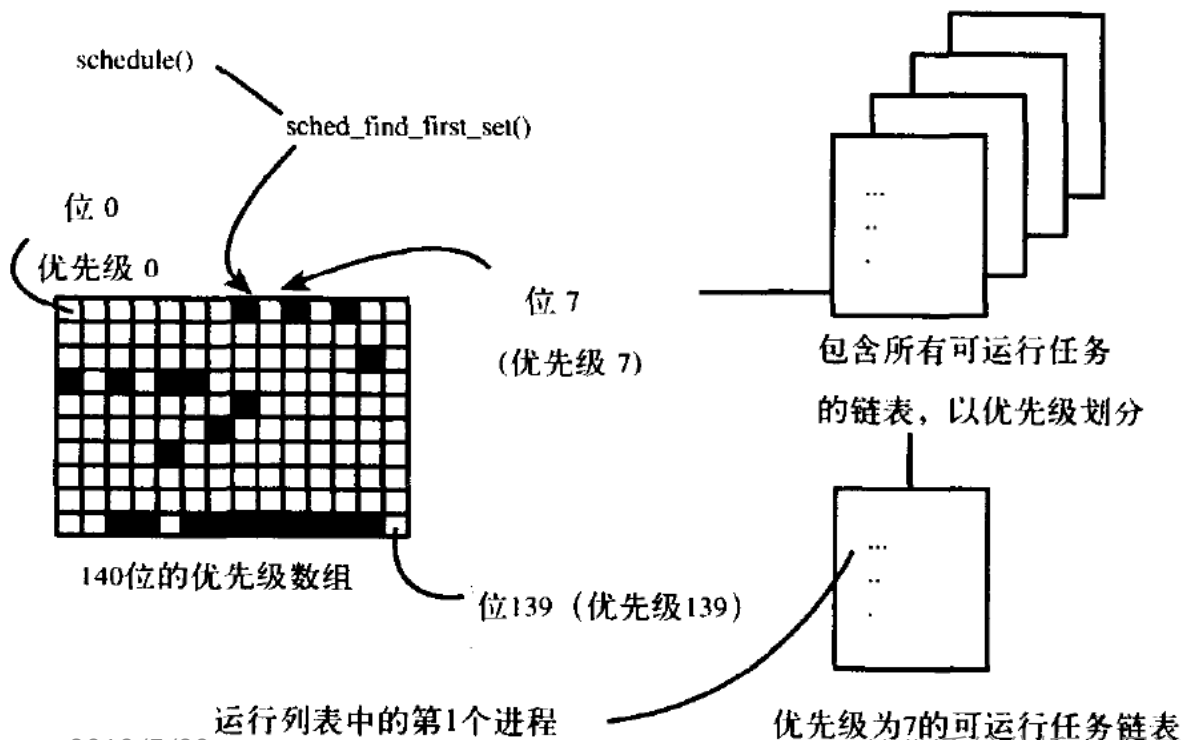 schedule()
sched_find_first_set()
位 0
优先级 0
位 7
(优先级 7)
...
..
.
包含所有可运行任务
的链表，以优先级划分
140位的优先级数组
位139（优先级139）
...
..
.
运行列表中的第1个进程
优先级为7的可运行任务链表